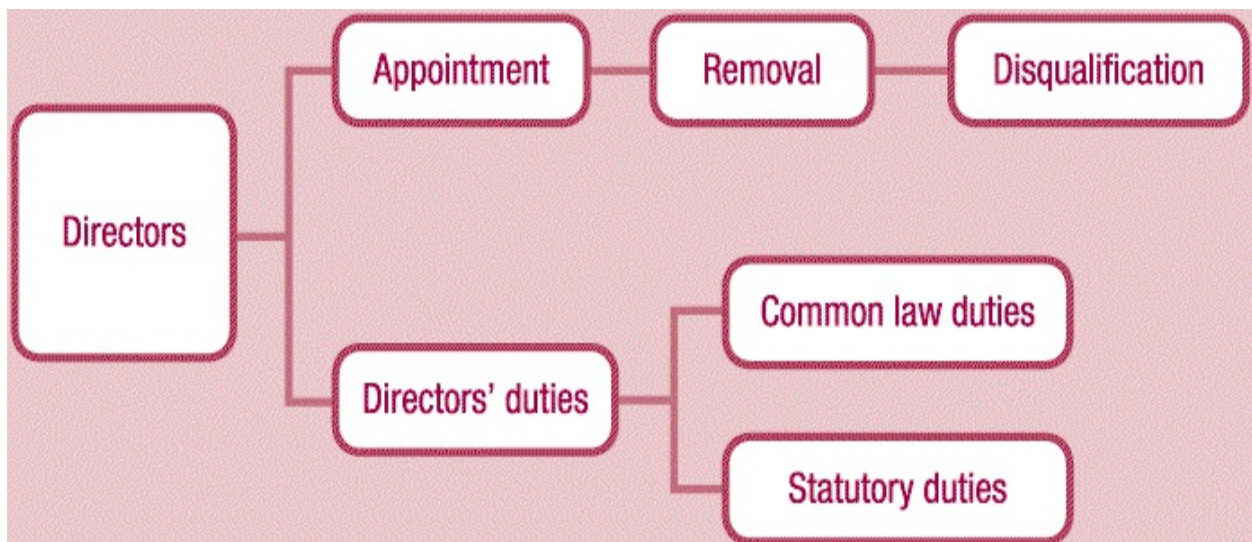 Appointment
Removal
Disqualification
Directors
Common law duties
Directors’ duties
Statutory duties